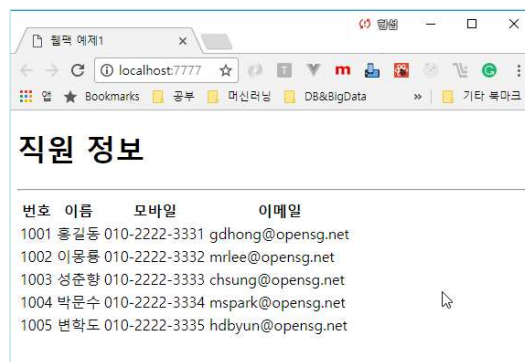 웹팩 예제1
localhost:7777
앱 Bookmarks 공부 머신러닝 DB&BigData » 기타 북마크
직원 정보
번호 이름 모바일 이메일
1001 홍길동 010-2222-3331 gdhong@opensg.net
1002 이몽룡 010-2222-3332 mrlee@opensg.net
1003 성춘향 010-2222-3333 chsung@opensg.net
1004 박문수 010-2222-3334 mspark@opensg.net
1005 변학도 010-2222-3335 hdbyun@opensg.net